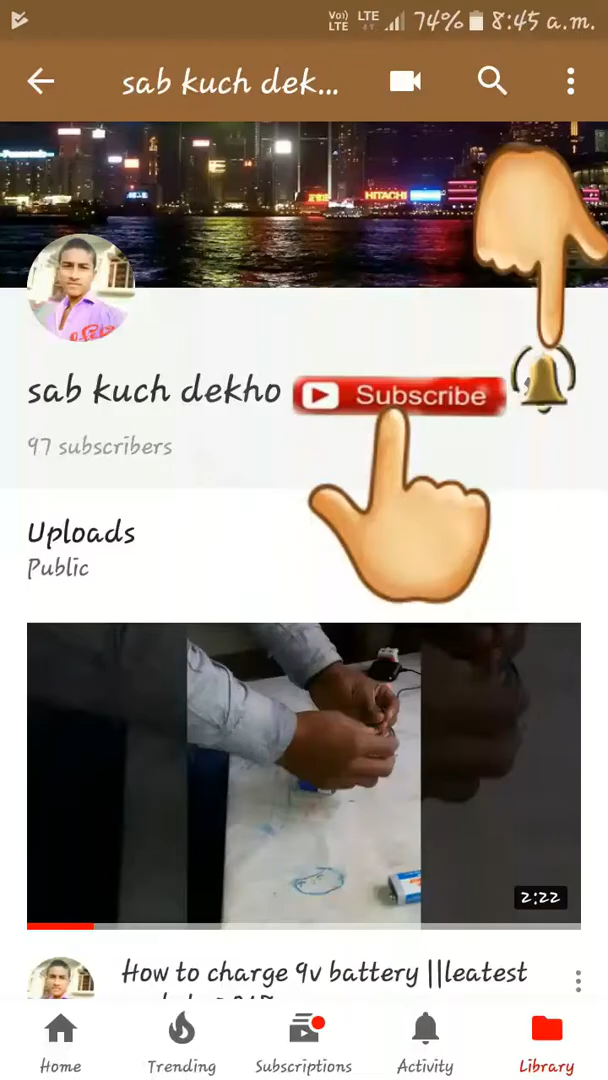 Vo) LTE LTE 74% 8:45 a.m.
sab kuch dek...
HITACHI
sab kuch dekho
Subscribe
97 subscribers
Uploads
Public
2:22
How to charge 9v battery ||leatest
Home Trending Subscriptions Activity Library